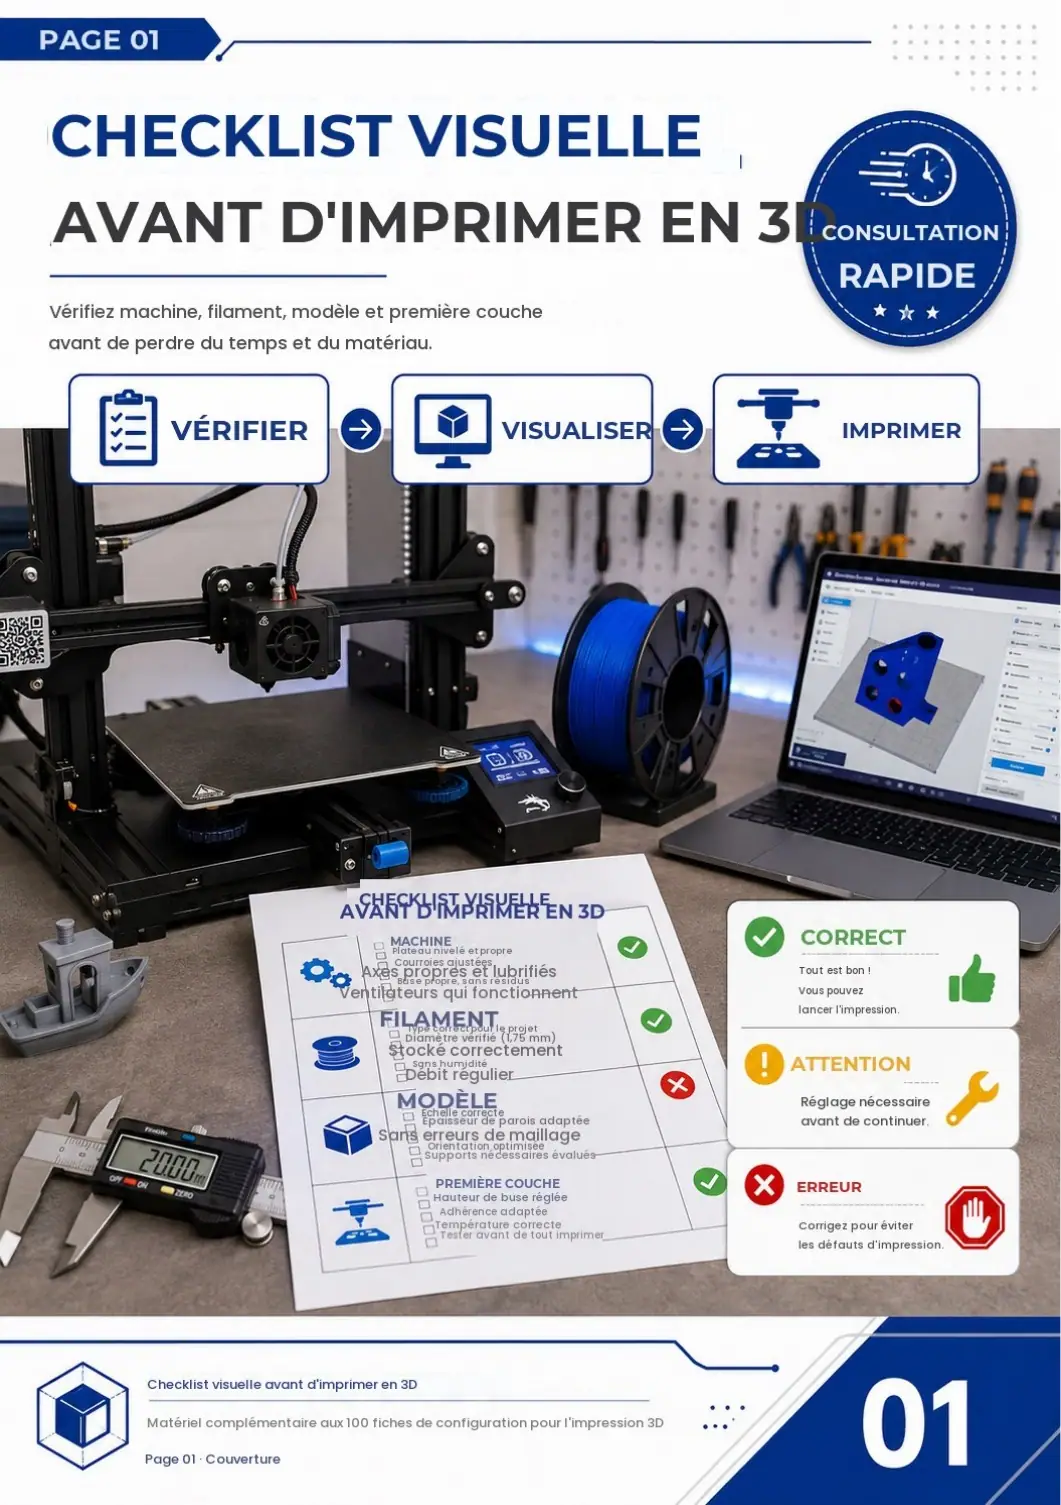 PAGE 01
CHECKLIST VISUELLE
AVANT D'IMPRIMER EN 3D
CONSULTATION
RAPIDE
Vérifiez machine, filament, modèle et première couche
avant de perdre du temps et du matériau.
VÉRIFIER
VISUALISER
IMPRIMER
CHECKLIST VISUELLE
AVANT D'IMPRIMER EN 3D
MACHINE
Plateau nivelé et propre
Courroies ajustées
Axes propres et lubrifiés
Base propre, sans résidus
Ventilateurs qui fonctionnent
FILAMENT
Type correct pour le projet
Diamètre vérifié (1,75 mm)
Stocké correctement
Sans humidité
Débit régulier
MODÈLE
Échelle correcte
Épaisseur de parois adaptée
Sans erreurs de maillage
Orientation optimisée
Supports nécessaires évalués
PREMIÈRE COUCHE
Hauteur de buse réglée
Adhérence adaptée
Température correcte
Tester avant de tout imprimer
CORRECT
Tout est bon !
Vous pouvez
lancer l'impression.
ATTENTION
Réglage nécessaire
avant de continuer.
ERREUR
Corrigez pour éviter
les défauts d'impression.
20.00
OFF
ON
ZERO
Checklist visuelle avant d'imprimer en 3D
Matériel complémentaire aux 100 fiches de configuration pour l'impression 3D
Page 01 · Couverture
01